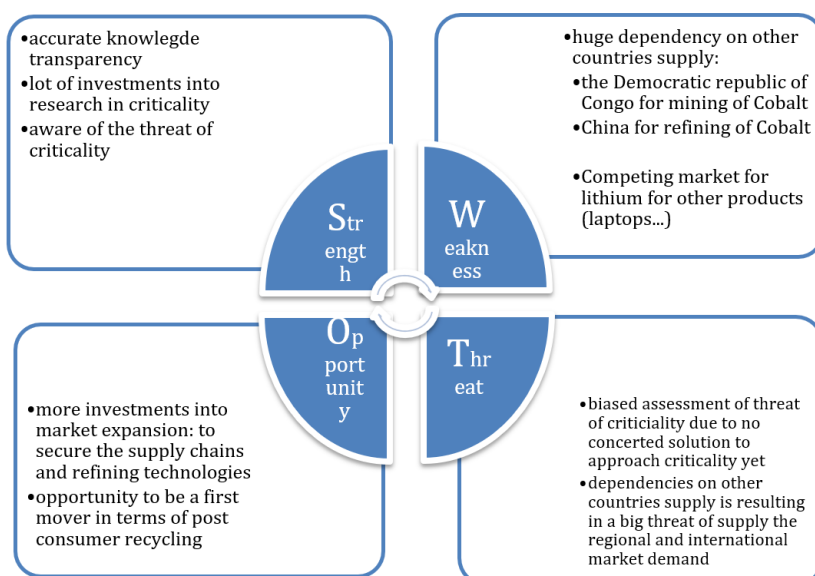 •accurate knowlegde
transparency
•lot of investments into
research in criticality
•aware of the threat of
criticality
•huge dependency on other
countries supply:
•the Democratic republic of
Congo for mining of Cobalt
•China for refining of Cobalt
•Competing market for
lithium for other products
(laptops...)
Str
engt
h
W
eakn
ess
Op
port
unit
y
Thr
eat
•more investments into
market expansion: to
secure the supply chains
and refining technologies
•opportunity to be a first
mover in terms of post
consumer recycling
•biased assessment of threat
of criticiality due to no
concerted solution to
approach criticality yet
•dependencies on other
countries supply is resulting
in a big threat of supply the
regional and international
market demand